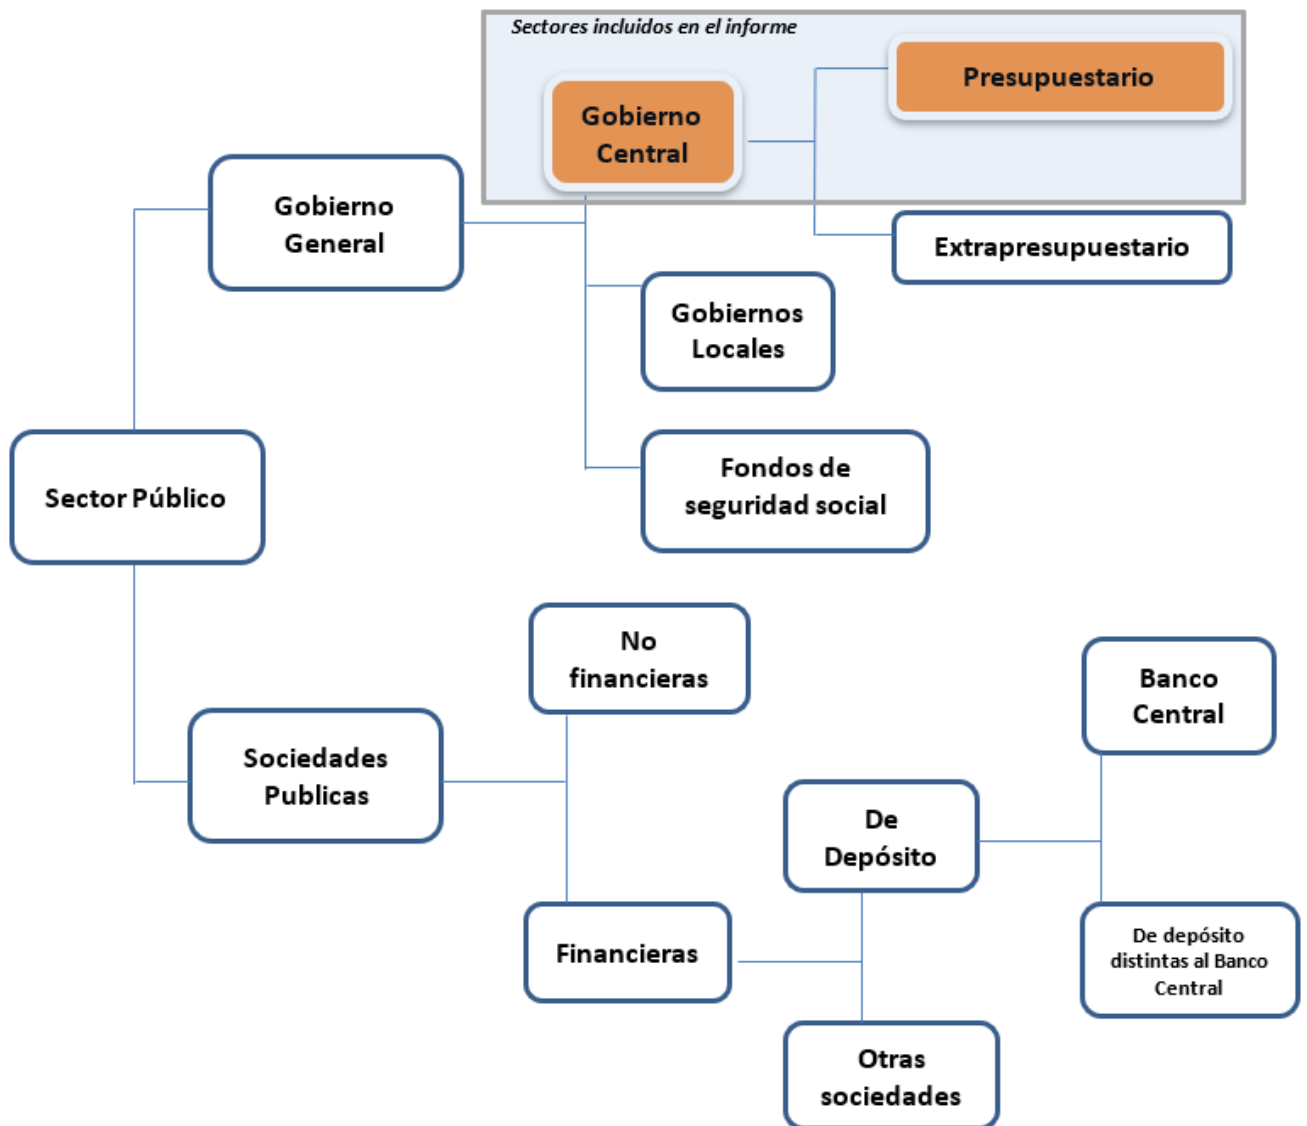 Sectores incluidos en el informe
Presupuestario
Gobierno
Central
Gobierno
General
Extrapresupuestario
Gobiernos
Locales
Sector Público
Fondos de
seguridad social
No
financieras
Banco
Central
Sociedades
Publicas
De
Depósito
Financieras
De depósito
distintas al Banco
Central
Otras
sociedades